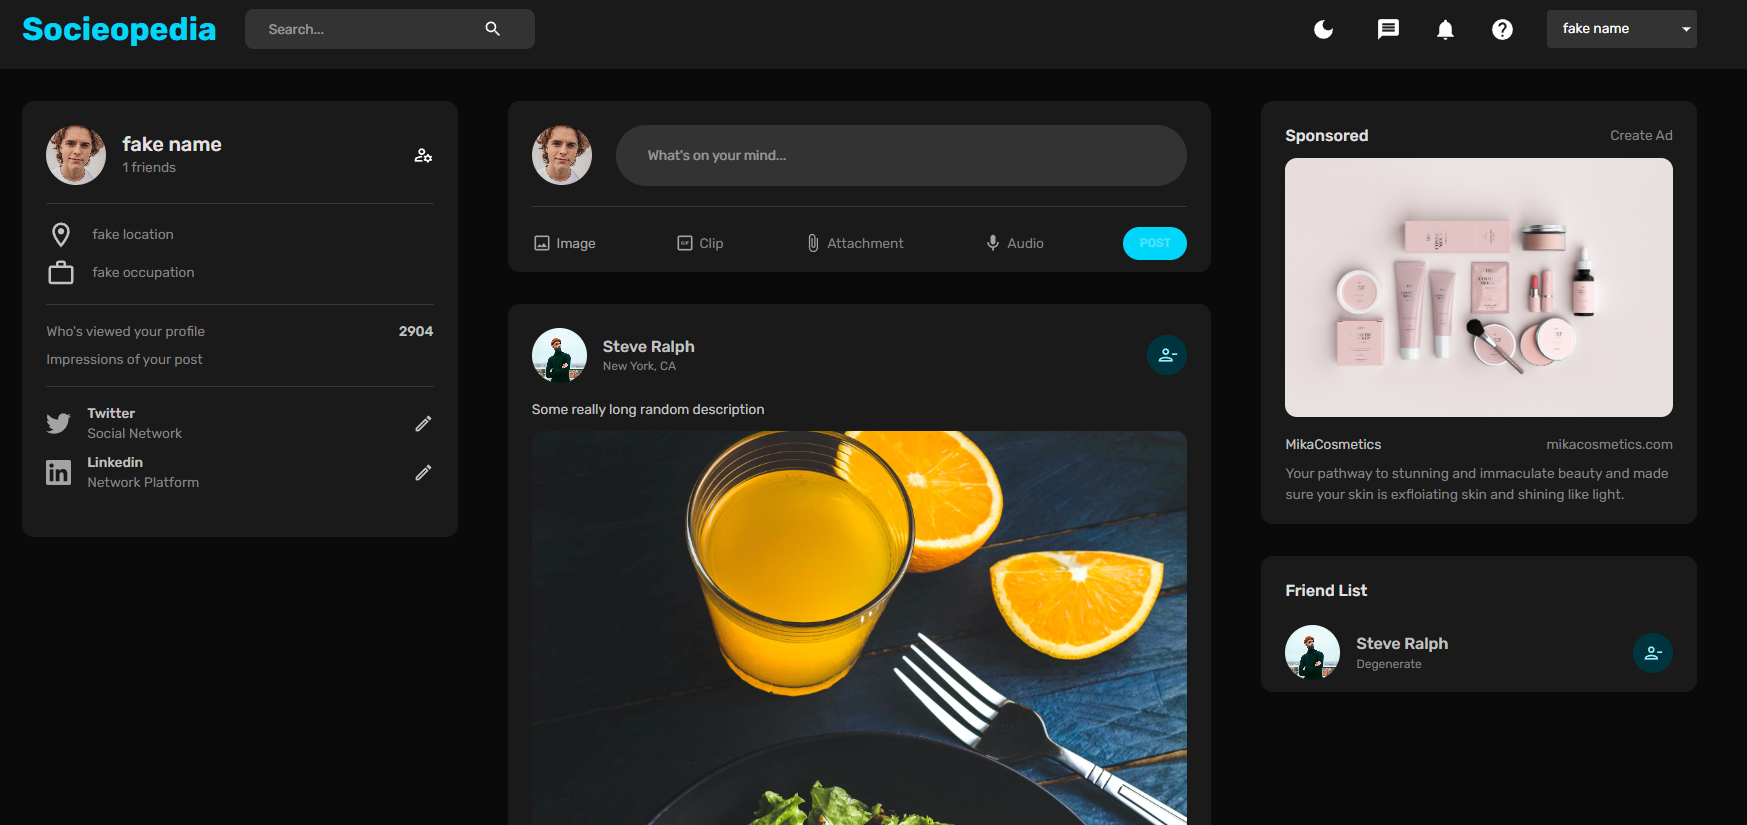 Socieopedia
Search...
fake name
fake name
1 friends
fake location
fake occupation
Who's viewed your profile
2904
Impressions of your post
Twitter
Social Network
Linkedin
Network Platform
What's on your mind...
Image
Clip
Attachment
Audio
POST
Steve Ralph
New York, CA
Some really long random description
Sponsored
Create Ad
MikaCosmetics
mikacosmetics.com
Your pathway to stunning and immaculate beauty and made
sure your skin is exfloiating skin and shining like light.
Friend List
Steve Ralph
Degenerate